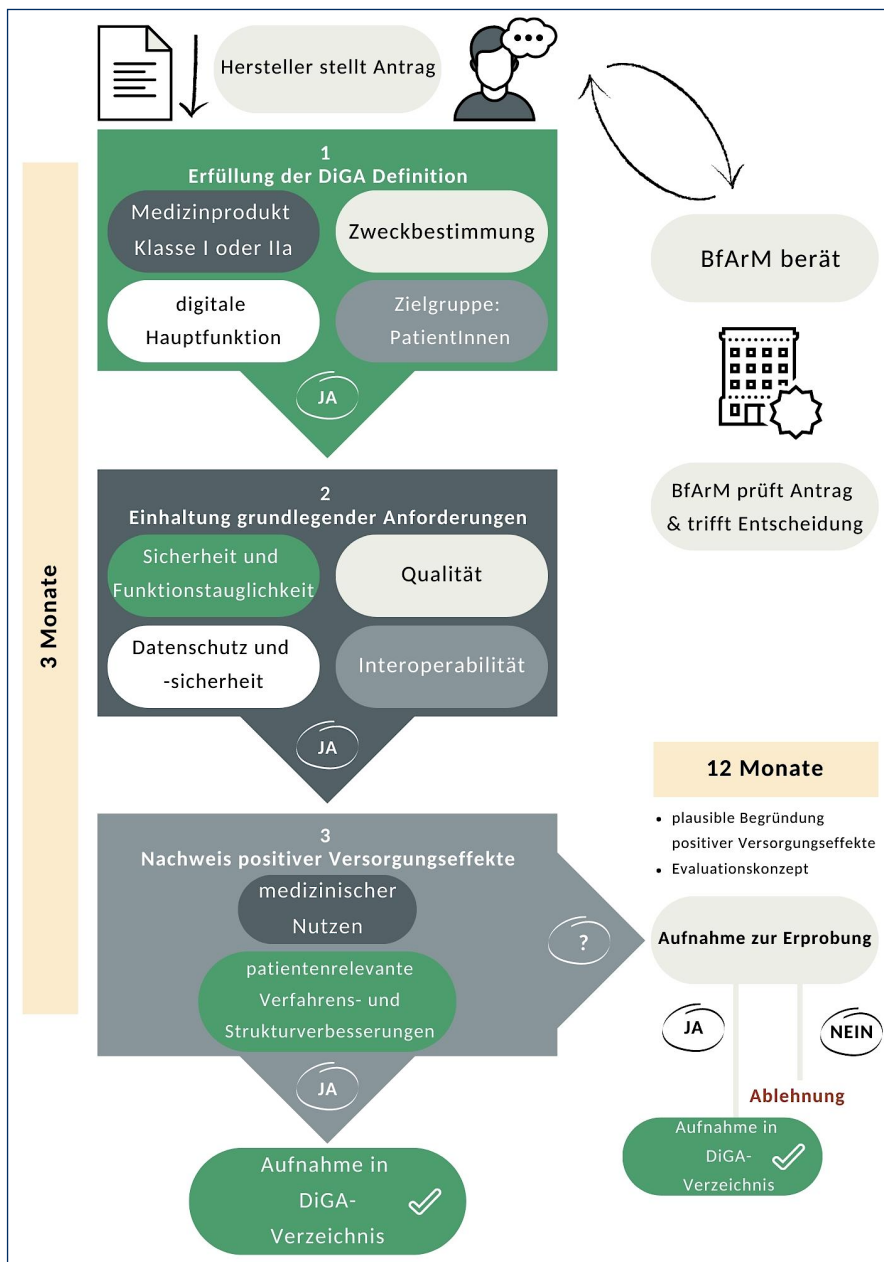 Hersteller stellt Antrag
1
Erfüllung der DiGA Definition
Medizinprodukt
Klasse I oder IIa
Zweckbestimmung
digitale
Hauptfunktion
Zielgruppe:
PatientInnen
JA
BfArM berät
BfArM prüft Antrag
& trifft Entscheidung
3 Monate
2
Einhaltung grundlegender Anforderungen
Sicherheit und
Funktionstauglichkeit
Qualität
Datenschutz und
-sicherheit
Interoperabilität
JA
3
Nachweis positiver Versorgungseffekte
medizinischer
Nutzen
patientenrelevante
Verfahrens- und
Strukturverbesserungen
?
JA
Aufnahme in
DiGA-
Verzeichnis
12 Monate
• plausible Begründung
positiver Versorgungseffekte
• Evaluationskonzept
Aufnahme zur Erprobung
JA
NEIN
Ablehnung
Aufnahme in
DiGA-
Verzeichnis